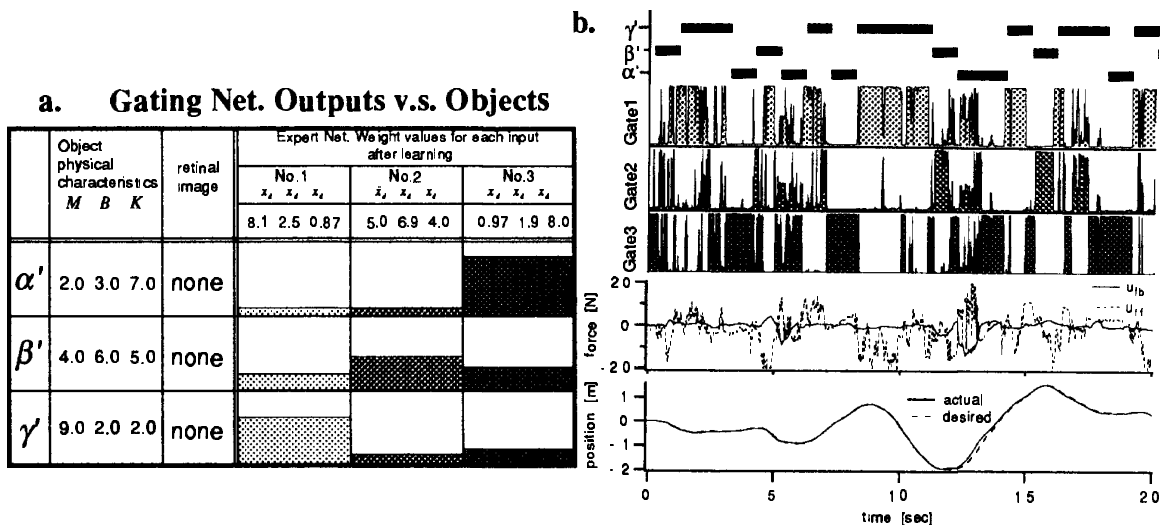 a. Gating Net. Outputs v.s. Objects
Object physical characteristics
M B K
retinal image
Expert Net. Weight values for each input after learning
No.1 No.2 No.3
8.1 2.5 0.87 5.0 6.9 4.0 0.97 1.9 8.0
α' 2.0 3.0 7.0 none
β' 4.0 6.0 5.0 none
γ' 9.0 2.0 2.0 none
b.
γ'
β'
α'
Gate1
Gate2
Gate3
force [N]
20
0
-20
u_fb
u_ff
position [m]
1
0
-1
-2
actual
desired
0 5 10 15 20
time [sec]